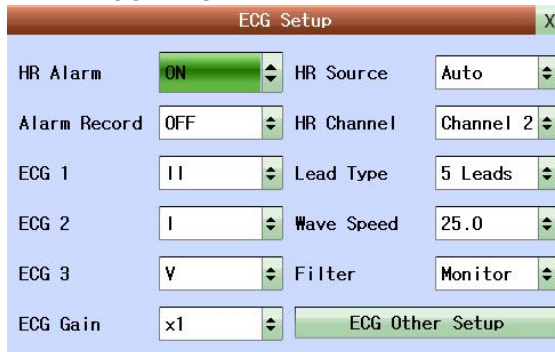 ECG Setup X
HR Alarm ON HR Source Auto
Alarm Record OFF HR Channel Channel 2
ECG 1 II Lead Type 5 Leads
ECG 2 I Wave Speed 25.0
ECG 3 V Filter Monitor
ECG Gain x1 ECG Other Setup